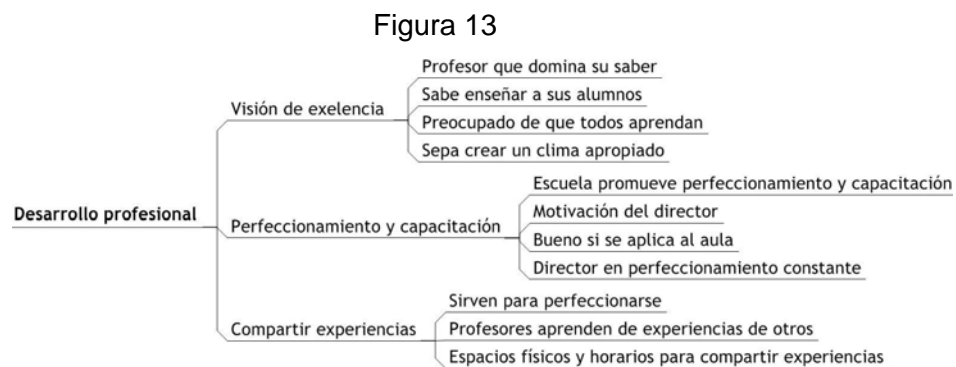 Figura 13
Desarrollo profesional
Visión de exelencia
Profesor que domina su saber
Sabe enseñar a sus alumnos
Preocupado de que todos aprendan
Sepa crear un clima apropiado
Perfeccionamiento y capacitación
Escuela promueve perfeccionamiento y capacitación
Motivación del director
Bueno si se aplica al aula
Director en perfeccionamiento constante
Compartir experiencias
Sirven para perfeccionarse
Profesores aprenden de experiencias de otros
Espacios físicos y horarios para compartir experiencias